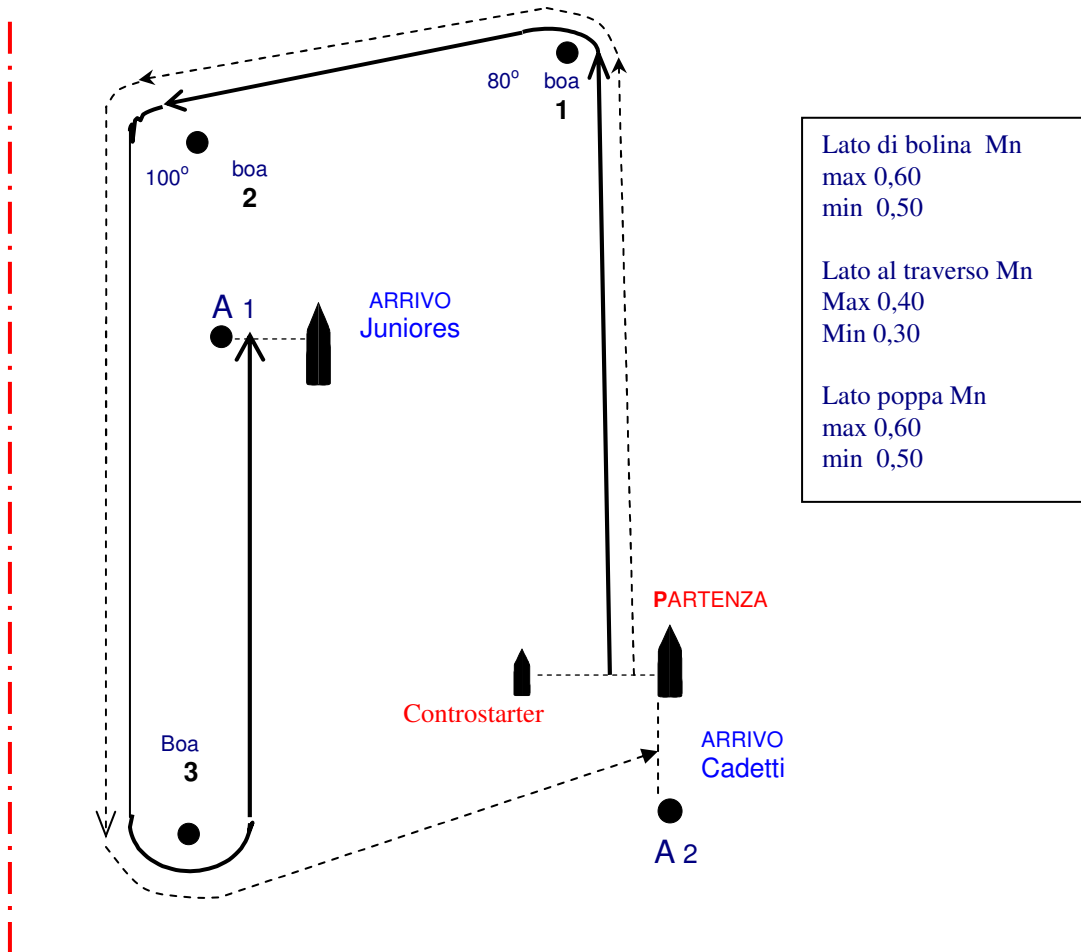 80° boa
1
100°
boa
2
A 1
ARRIVO
Juniores
PARTENZA
Controstarter
Boa
3
ARRIVO
Cadetti
A 2
Lato di bolina Mn
max 0,60
min 0,50
Lato al traverso Mn
Max 0,40
Min 0,30
Lato poppa Mn
max 0,60
min 0,50